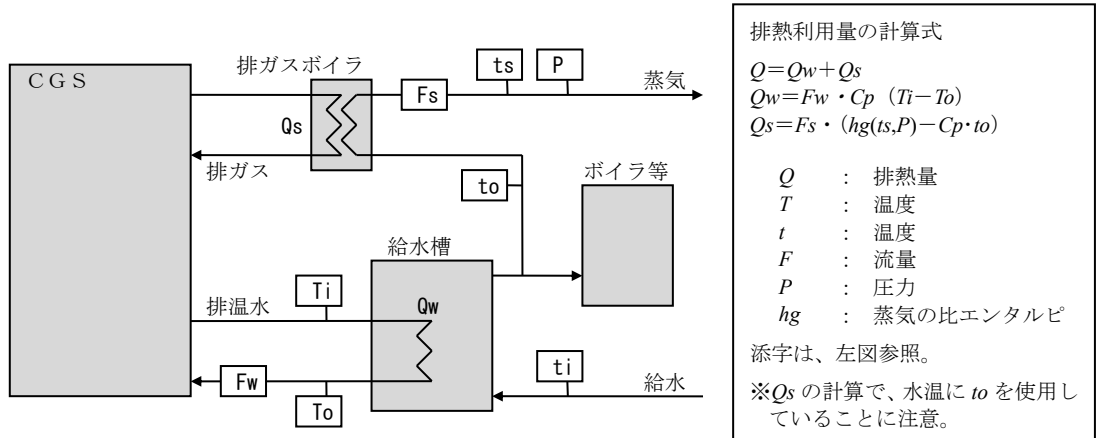 ＣＧＳ
排ガスボイラ
Qs
Fs
ts
P
蒸気
排ガス
to
ボイラ等
給水槽
Qw
Ti
排温水
Fw
To
ti
給水
排熱利用量の計算式
Q＝Qw＋Qs
Qw＝Fw・Cp（Ti－To）
Qs＝Fs・（hg(ts,P)－Cp・to）
Q ： 排熱量
T ： 温度
t ： 温度
F ： 流量
P ： 圧力
hg ： 蒸気の比エンタルピ
添字は、左図参照。
※Qs の計算で、水温に to を使用し
ていることに注意。